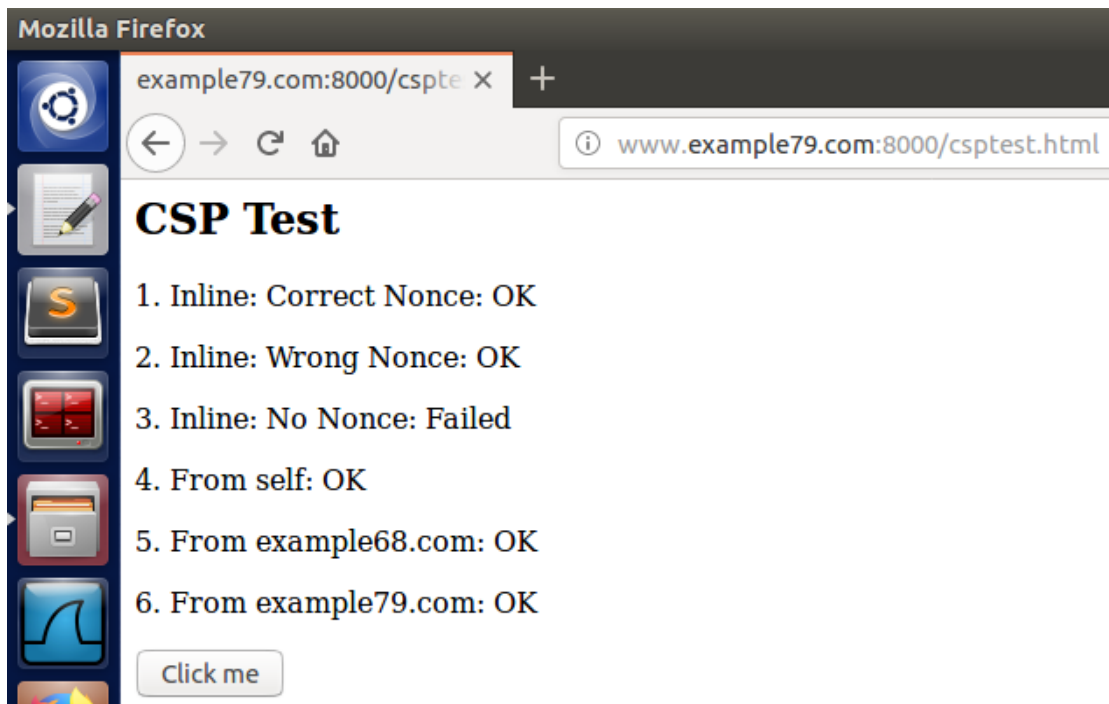 Mozilla Firefox
example79.com:8000/cspte
www.example79.com:8000/csptest.html
CSP Test
1. Inline: Correct Nonce: OK
2. Inline: Wrong Nonce: OK
3. Inline: No Nonce: Failed
4. From self: OK
5. From example68.com: OK
6. From example79.com: OK
Click me